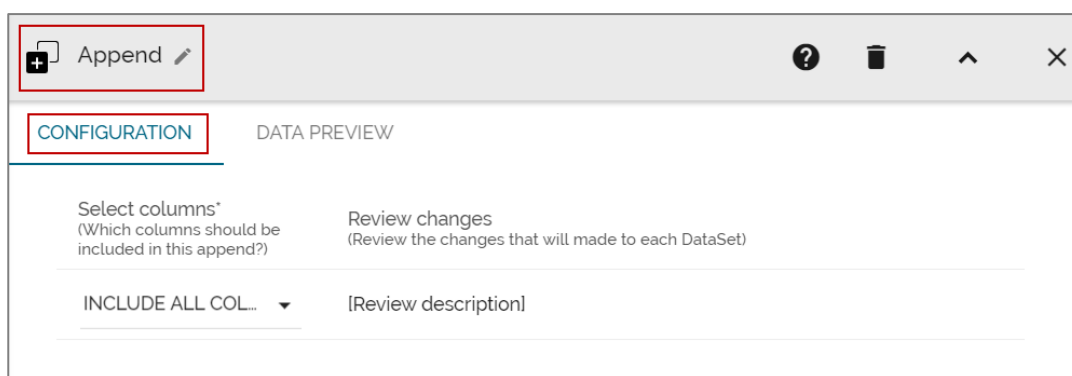 Append
CONFIGURATION
DATA PREVIEW
Select columns*
(Which columns should be
included in this append?)
Review changes
(Review the changes that will made to each DataSet)
INCLUDE ALL COL...
[Review description]